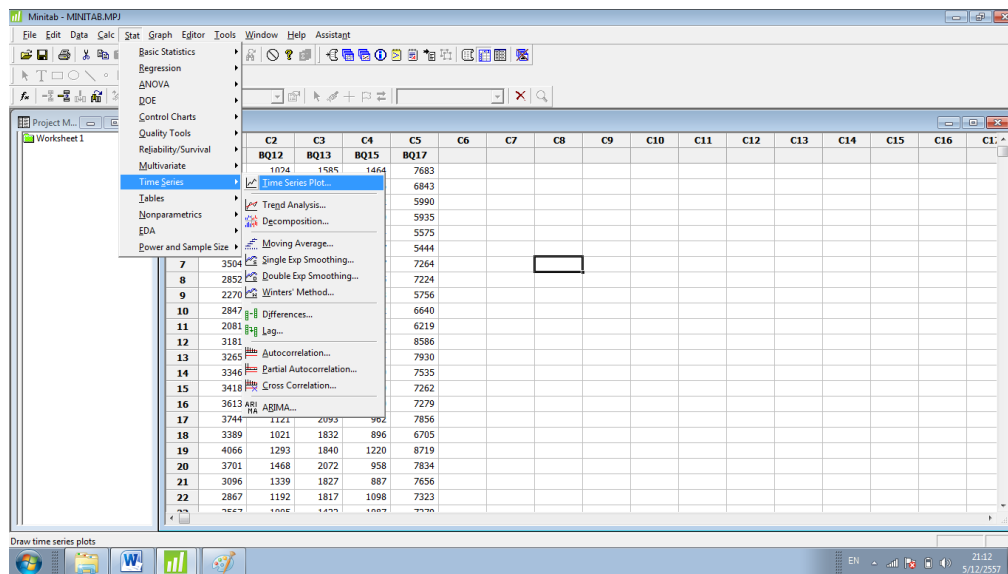 Minitab - MINITAB.MPJ
File Edit Data Calc Stat Graph Editor Tools Window Help Assistant
Project M...
Worksheet 1
Basic Statistics
Regression
ANOVA
DOE
Control Charts
Quality Tools
Reliability/Survival
Multivariate
Time Series
Tables
Nonparametrics
EDA
Power and Sample Size
Time Series Plot...
Trend Analysis...
Decomposition...
Moving Average...
Single Exp Smoothing...
Double Exp Smoothing...
Winters' Method...
Differences...
Lag...
Autocorrelation...
Partial Autocorrelation...
Cross Correlation...
ARIMA...
C2 C3 C4 C5 C6 C7 C8 C9 C10 C11 C12 C13 C14 C15 C16
BQ12 BQ13 BQ15 BQ17
1024 1585 1464 7683
6843
5990
5935
5575
5444
7 3504 7264
8 2852 7224
9 2270 5756
10 2847 6640
11 2081 6219
12 3181 8586
13 3265 7930
14 3346 7535
15 3418 7262
16 3613 7279
17 3744 1121 2093 962 7856
18 3389 1021 1832 896 6705
19 4066 1293 1840 1220 8719
20 3701 1468 2072 958 7834
21 3096 1339 1827 887 7656
22 2867 1192 1817 1098 7323
Draw time series plots
EN
21:12
5/12/2557